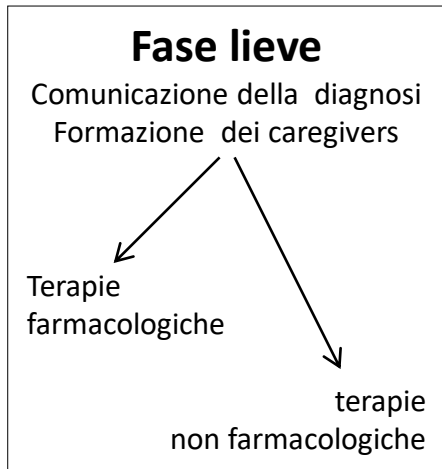 Fase lieve
Comunicazione della diagnosi
Formazione dei caregivers
Terapie
farmacologiche
terapie
non farmacologiche